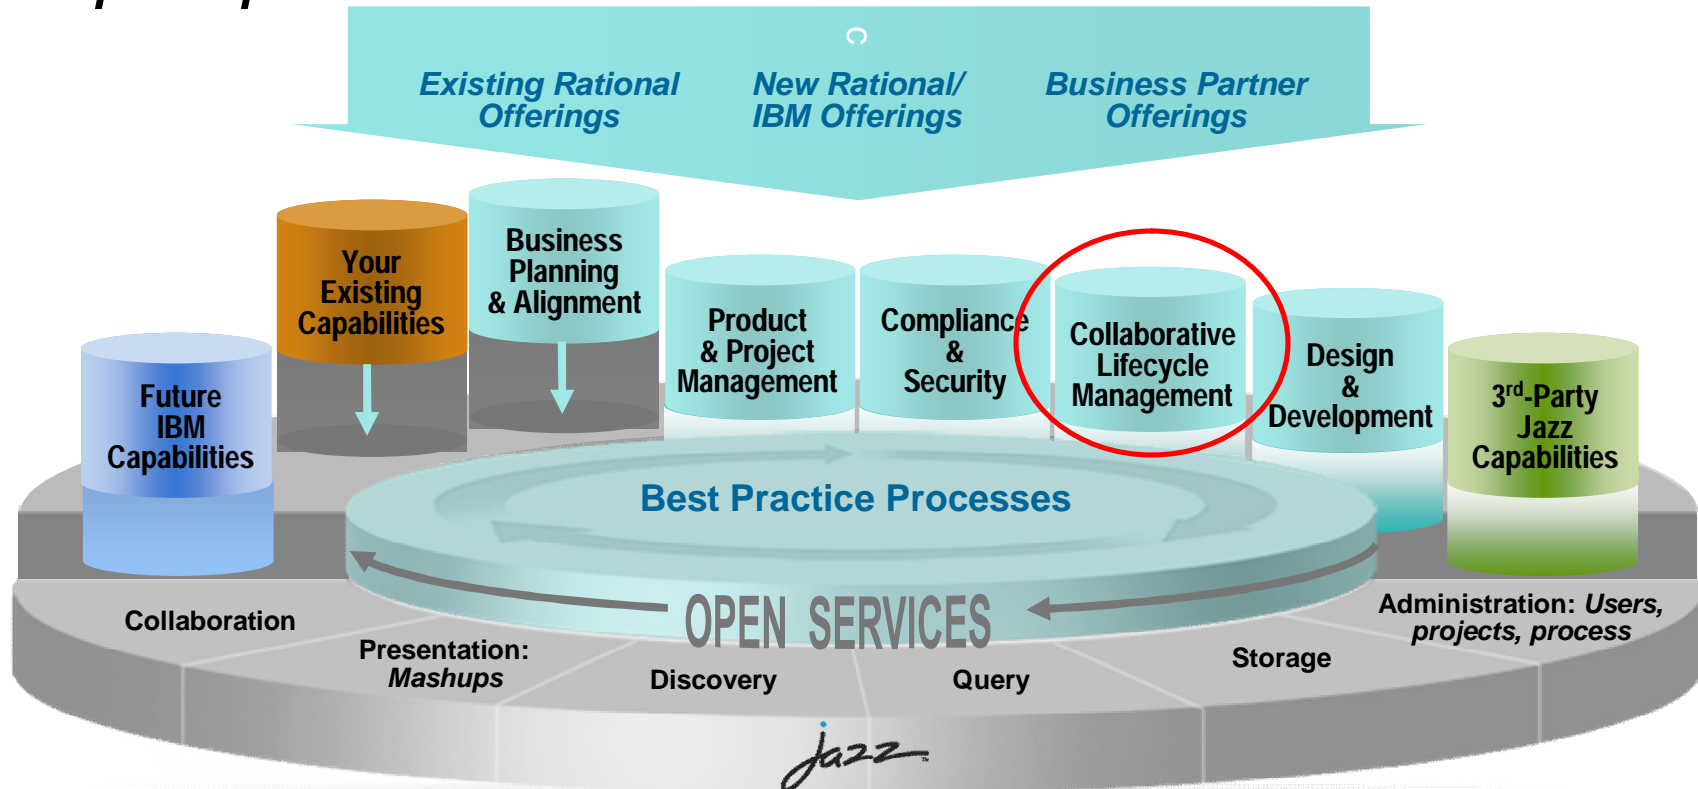 C
Existing Rational
Offerings
New Rational/
IBM Offerings
Business Partner
Offerings
Future
IBM
Capabilities
Your
Existing
Capabilities
Business
Planning
& Alignment
Product
& Project
Management
Compliance
&
Security
Collaborative
Lifecycle
Management
Design
&
Development
3rd-Party
Jazz
Capabilities
Best Practice Processes
OPEN SERVICES
Collaboration
Presentation:
Mashups
Discovery
Query
Storage
Administration: Users,
projects, process
jazz